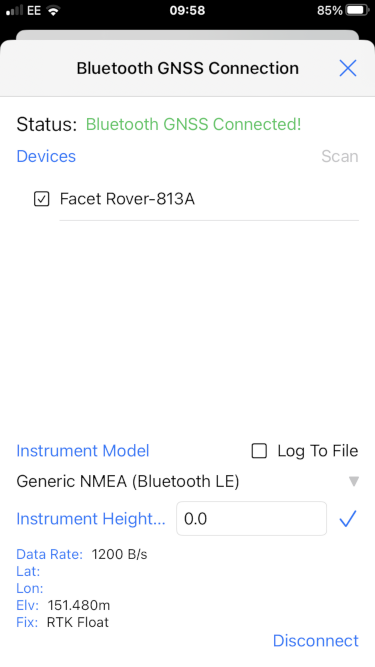 EE 09:58 85%
Bluetooth GNSS Connection
Status: Bluetooth GNSS Connected!
Devices Scan
Facet Rover-813A
Instrument Model Log To File
Generic NMEA (Bluetooth LE)
Instrument Height... 0.0
Data Rate: 1200 B/s
Lat:
Lon:
Elv: 151.480m
Fix: RTK Float
Disconnect